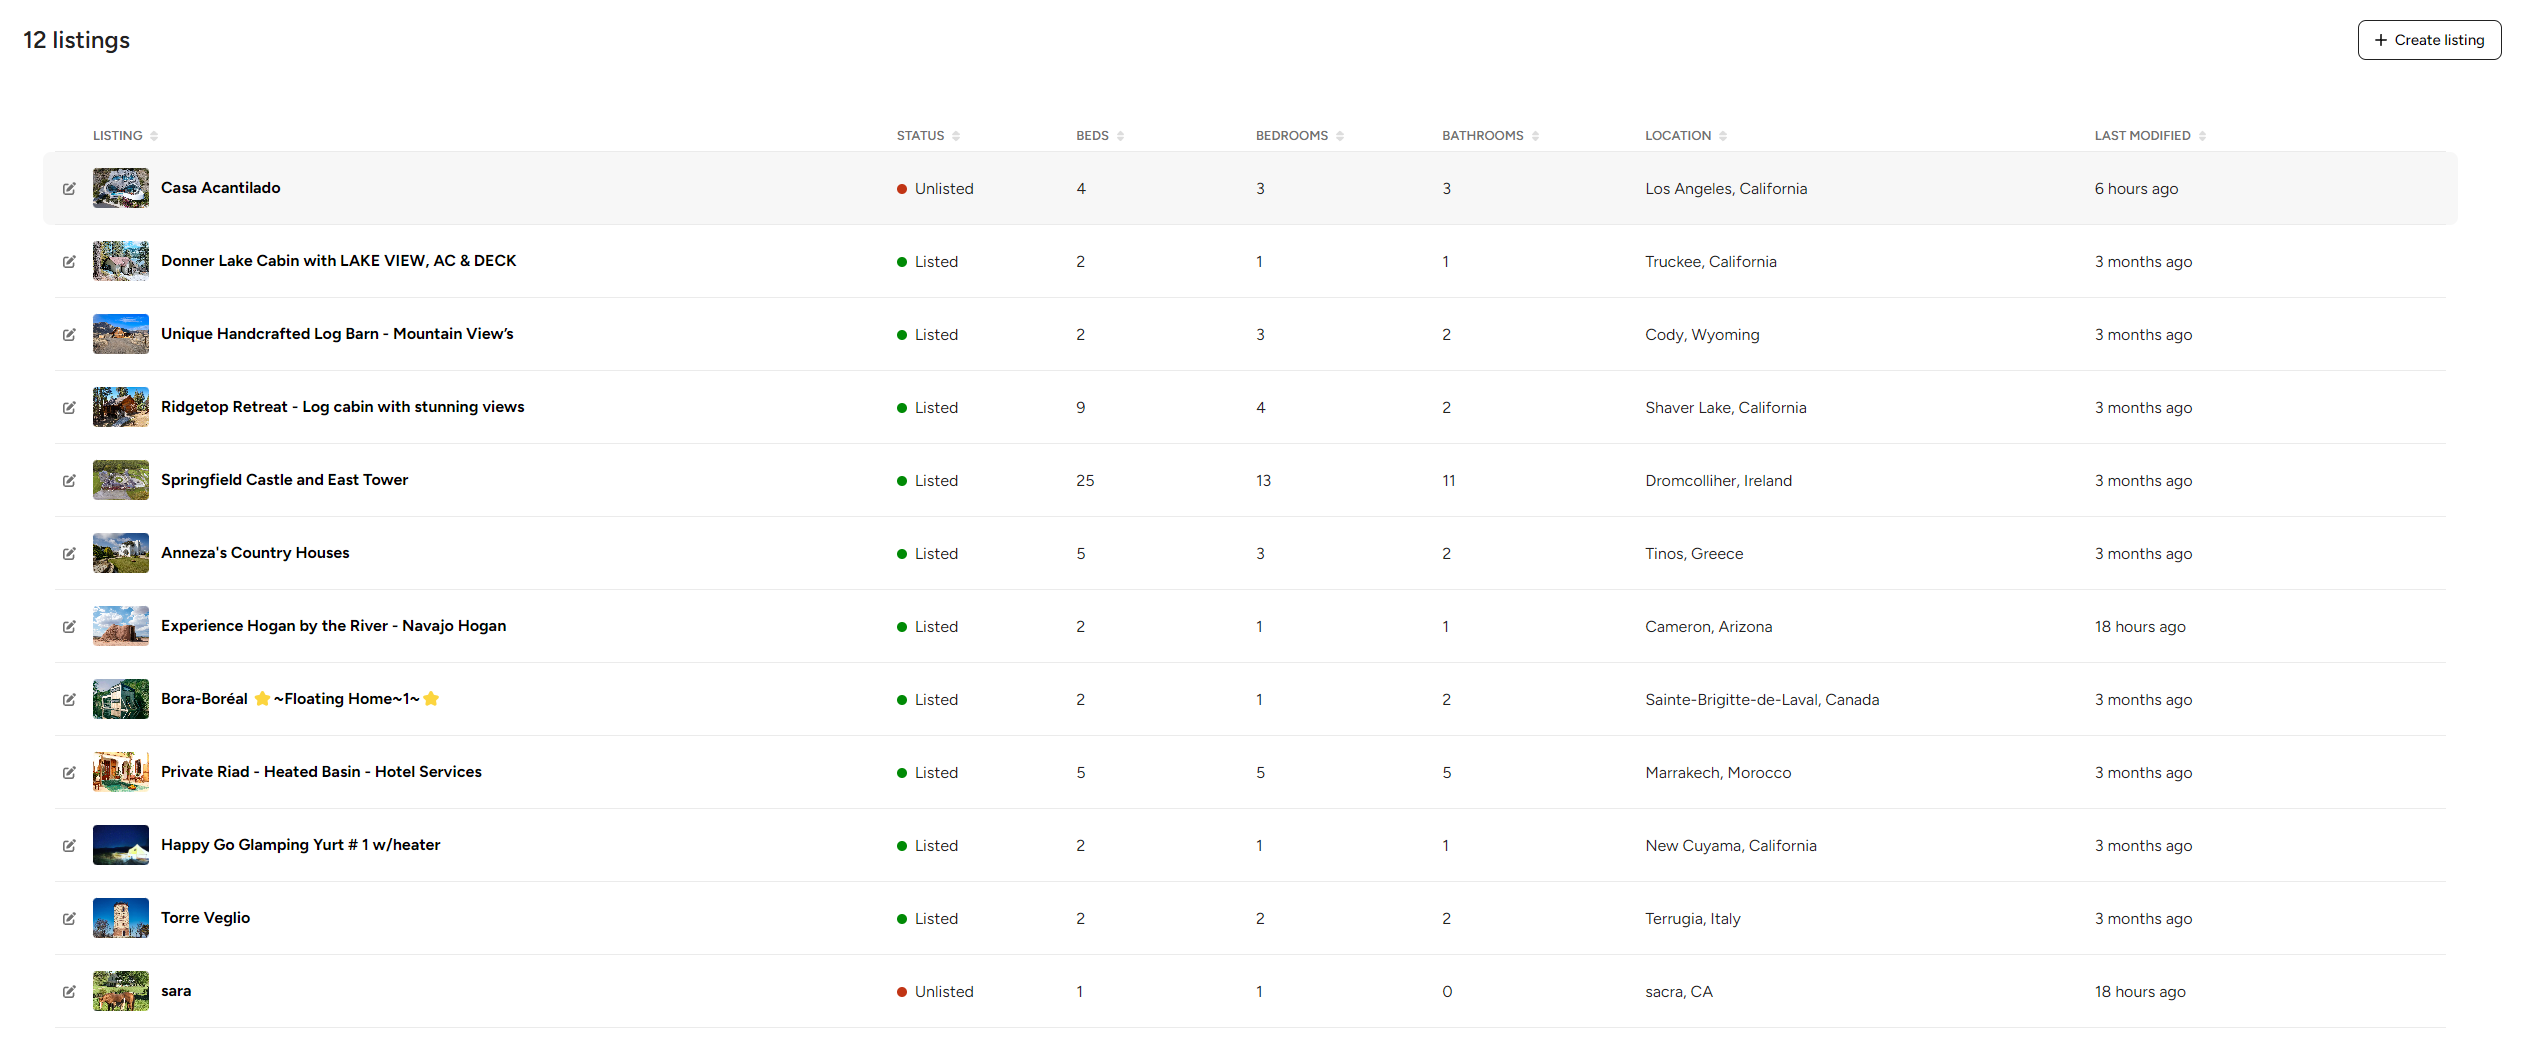 12 listings
+ Create listing
LISTING STATUS BEDS BEDROOMS BATHROOMS LOCATION LAST MODIFIED
Casa Acantilado Unlisted 4 3 3 Los Angeles, California 6 hours ago
Donner Lake Cabin with LAKE VIEW, AC & DECK Listed 2 1 1 Truckee, California 3 months ago
Unique Handcrafted Log Barn - Mountain View’s Listed 2 3 2 Cody, Wyoming 3 months ago
Ridgetop Retreat - Log cabin with stunning views Listed 9 4 2 Shaver Lake, California 3 months ago
Springfield Castle and East Tower Listed 25 13 11 Dromcolliher, Ireland 3 months ago
Anneza's Country Houses Listed 5 3 2 Tinos, Greece 3 months ago
Experience Hogan by the River - Navajo Hogan Listed 2 1 1 Cameron, Arizona 18 hours ago
Bora-Boréal ⭐~Floating Home~1~⭐ Listed 2 1 2 Sainte-Brigitte-de-Laval, Canada 3 months ago
Private Riad - Heated Basin - Hotel Services Listed 5 5 5 Marrakech, Morocco 3 months ago
Happy Go Glamping Yurt # 1 w/heater Listed 2 1 1 New Cuyama, California 3 months ago
Torre Veglio Listed 2 2 2 Terrugia, Italy 3 months ago
sara Unlisted 1 1 0 sacra, CA 18 hours ago